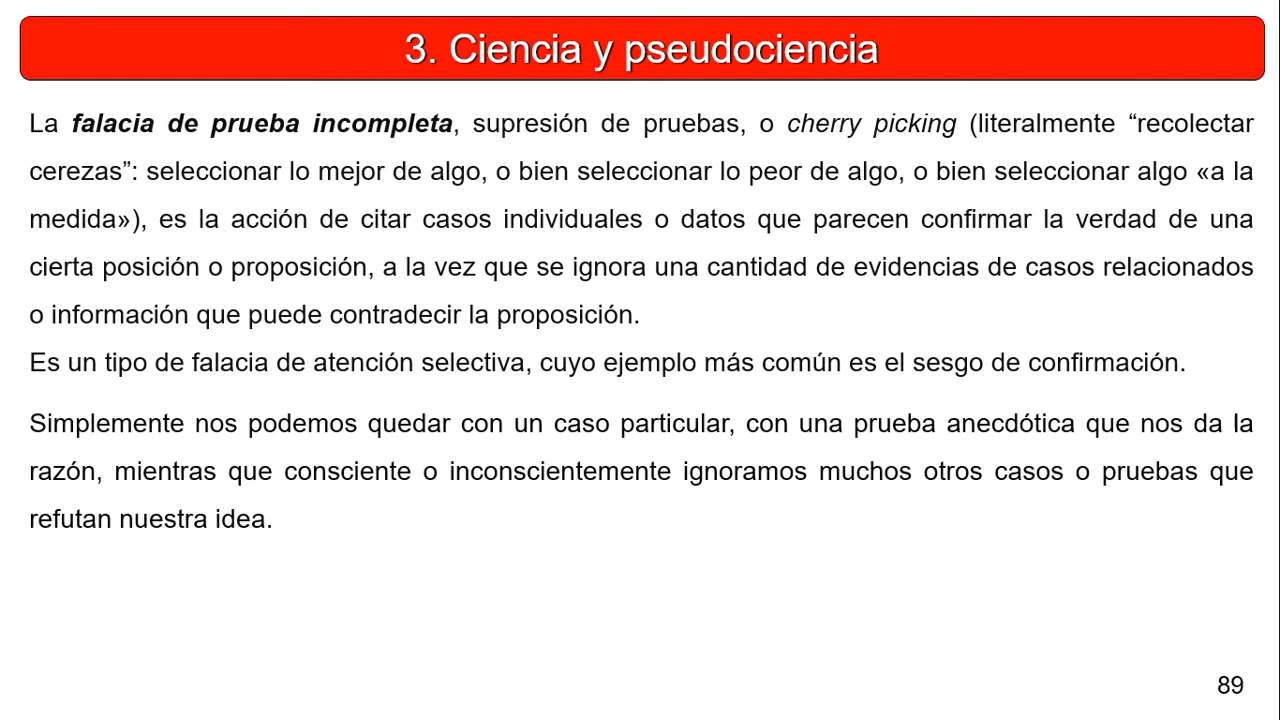 3. Ciencia y pseudociencia
La falacia de prueba incompleta, supresión de pruebas, o cherry picking (literalmente “recolectar
cerezas”: seleccionar lo mejor de algo, o bien seleccionar lo peor de algo, o bien seleccionar algo «a la
medida»), es la acción de citar casos individuales o datos que parecen confirmar la verdad de una
cierta posición o proposición, a la vez que se ignora una cantidad de evidencias de casos relacionados
o información que puede contradecir la proposición.
Es un tipo de falacia de atención selectiva, cuyo ejemplo más común es el sesgo de confirmación.
Simplemente nos podemos quedar con un caso particular, con una prueba anecdótica que nos da la
razón, mientras que consciente o inconscientemente ignoramos muchos otros casos o pruebas que
refutan nuestra idea.
89